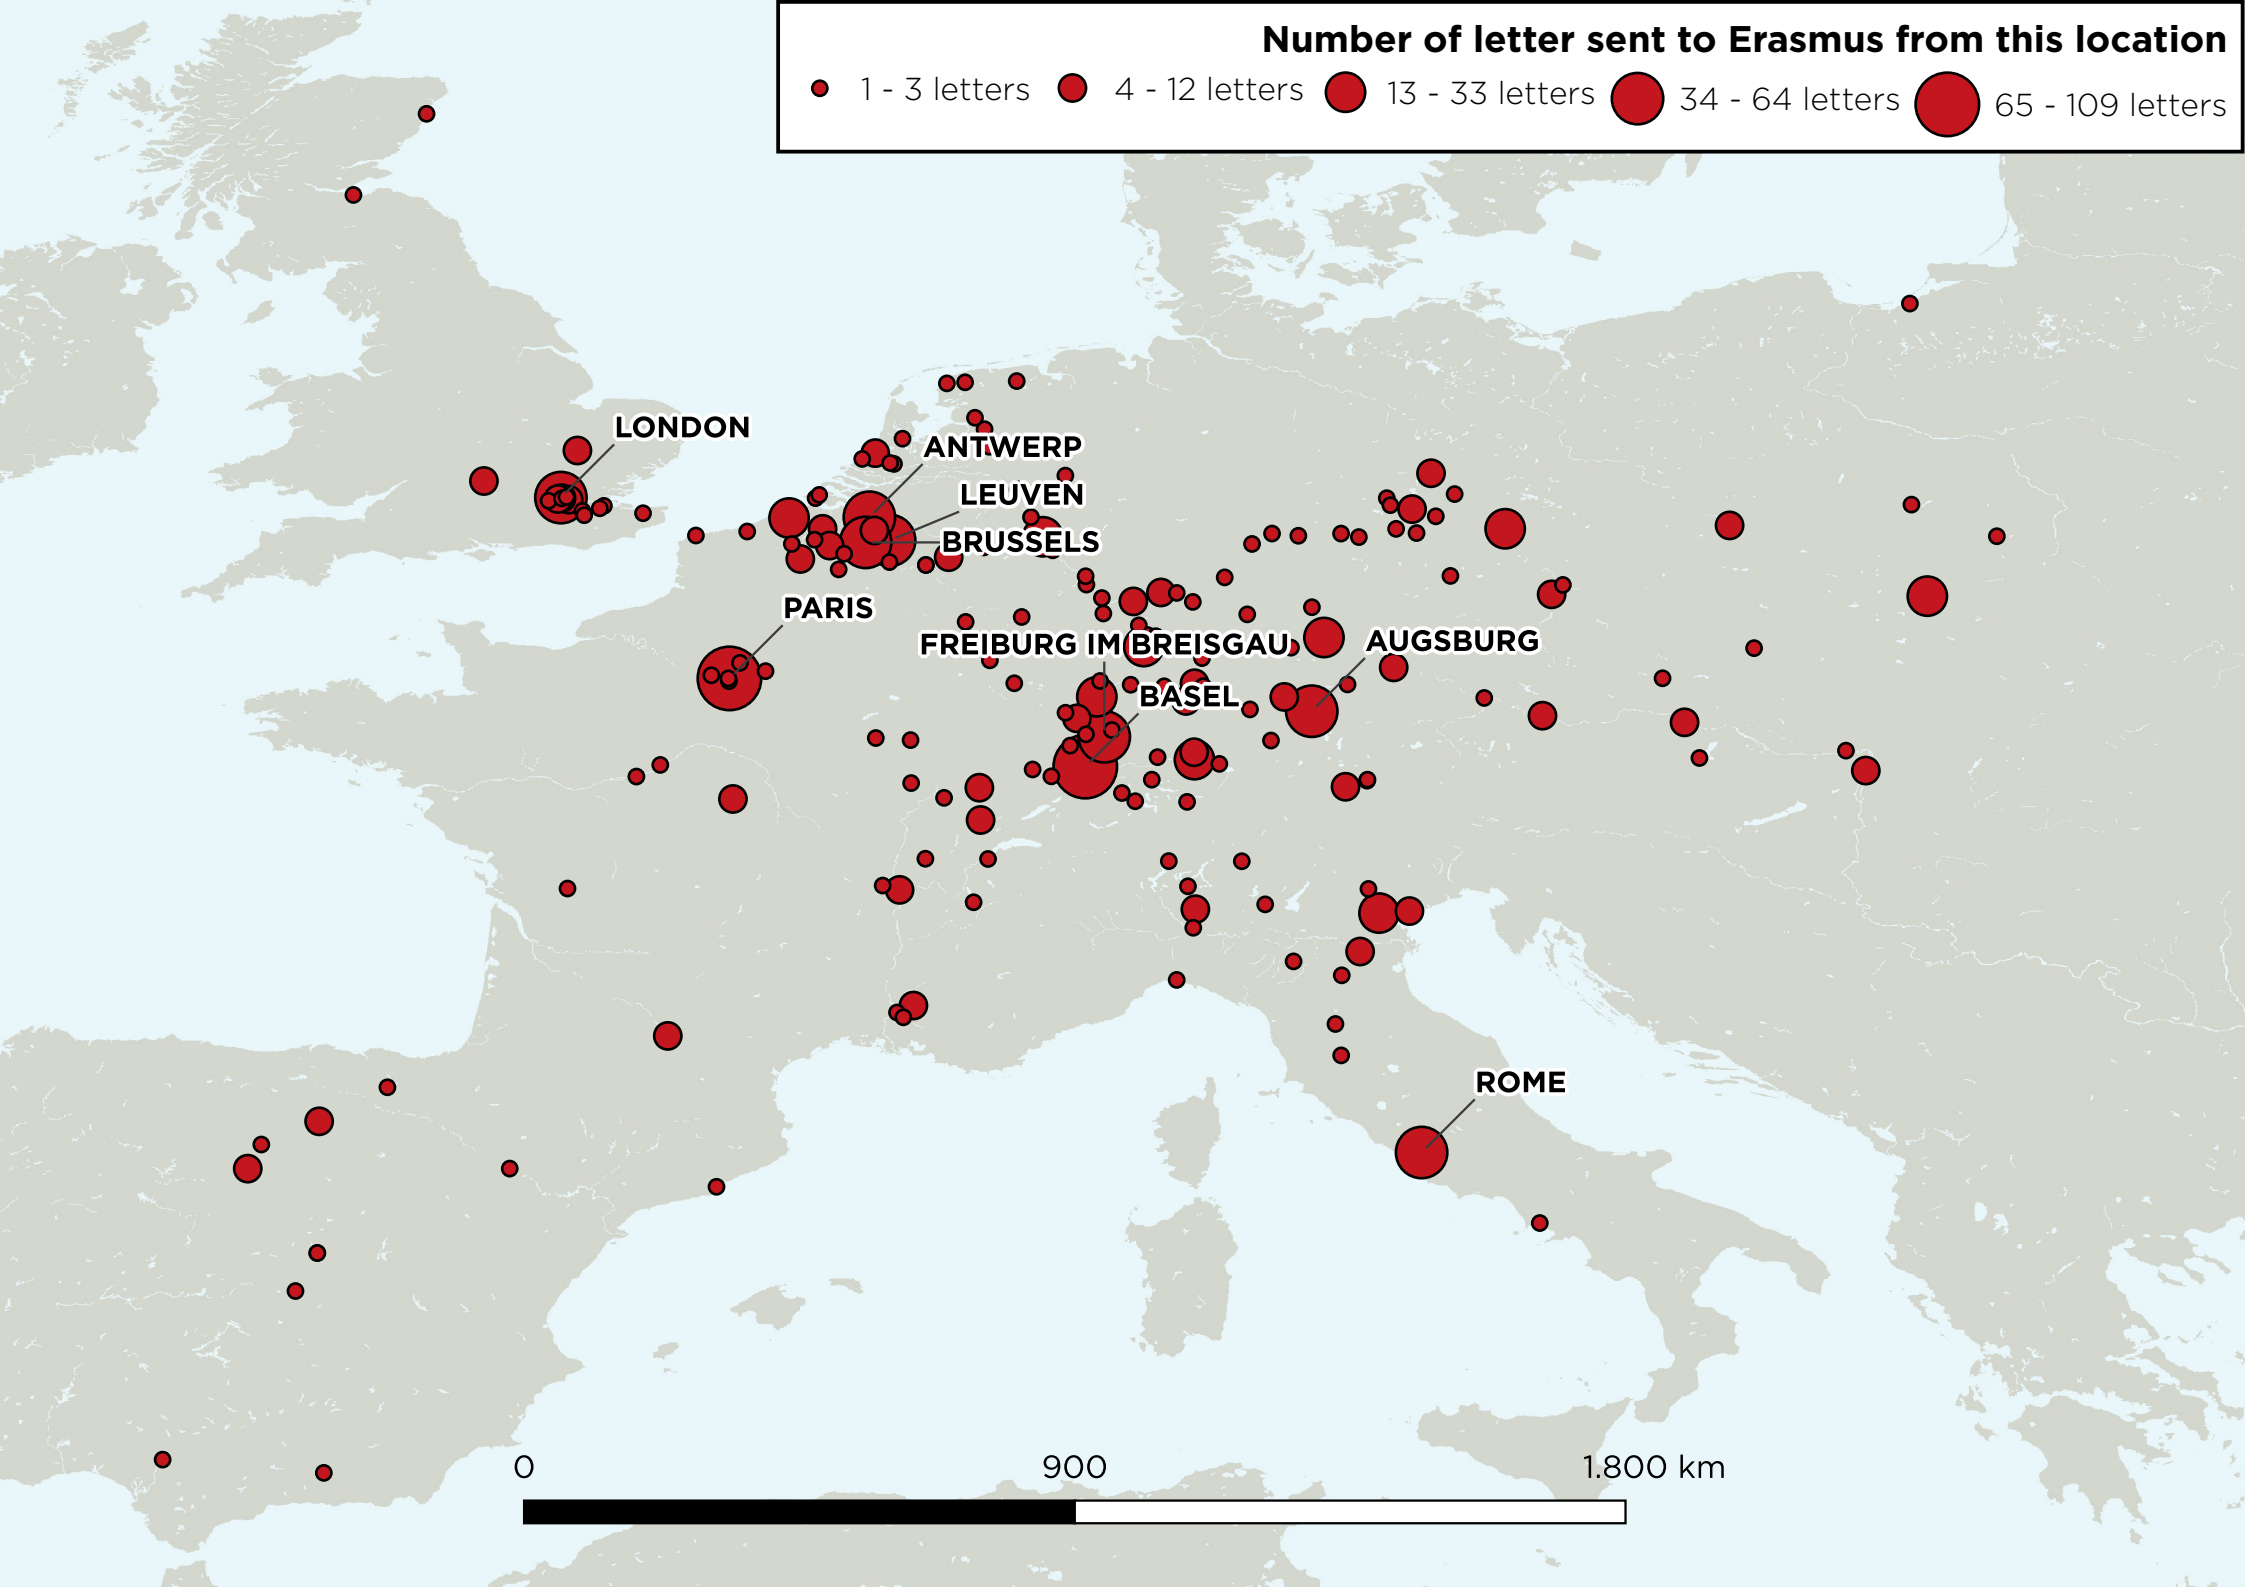 Number of letter sent to Erasmus from this location
1 - 3 letters 4 - 12 letters 13 - 33 letters 34 - 64 letters 65 - 109 letters
LONDON
ANTWERP
LEUVEN
BRUSSELS
PARIS
FREIBURG IM BREISGAU
AUGSBURG
BASEL
ROME
0 900 1.800 km